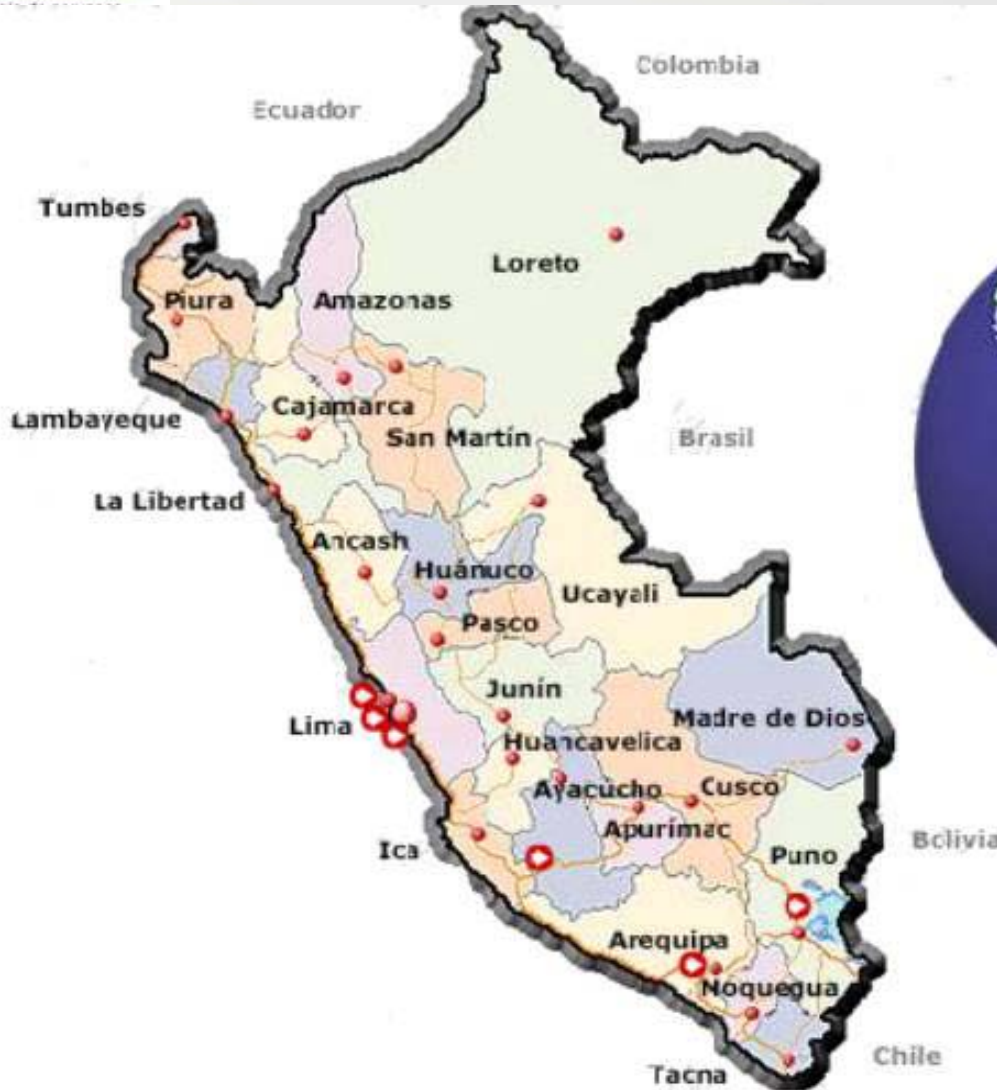 Colombia
Ecuador
Tumbes
Loreto
Piura
Amazonas
Cajamarca
Lambayeque
San Martín
Brasil
La Libertad
Ancash
Huánuco
Ucayali
Pasco
Junín
Lima
Madre de Dios
Huancavelica
Ayacucho
Cusco
Apurímac
Ica
Puno
Bolivia
Arequipa
Moquegua
Chile
Tacna